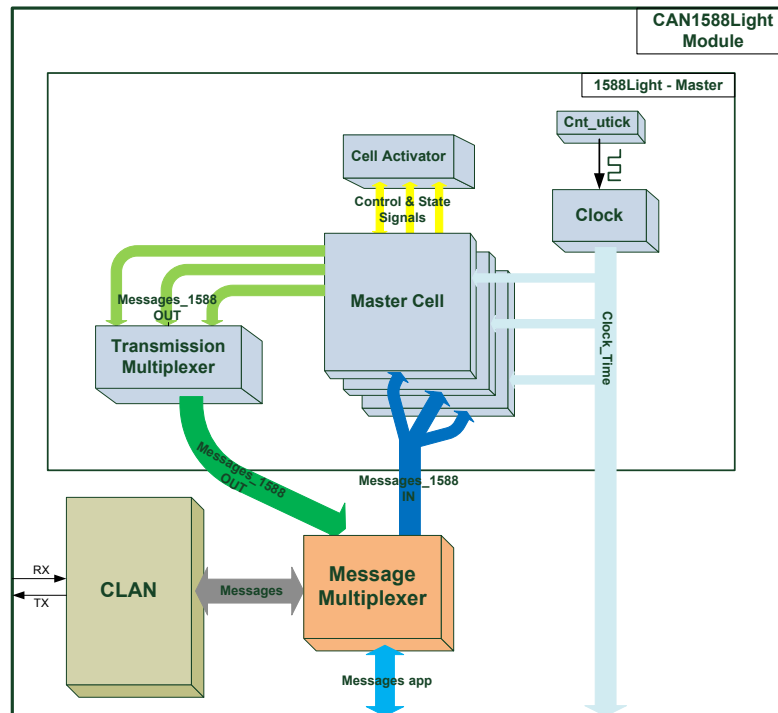 CAN1588Light
Module
1588Light - Master
Cnt_utick
Cell Activator
Control & State
Signals
Clock
Messages_1588
OUT
Master Cell
Transmission
Multiplexer
Clock_Time
Messages_1588
OUT
Messages_1588
IN
RX
TX
CLAN
Messages
Message
Multiplexer
Messages app